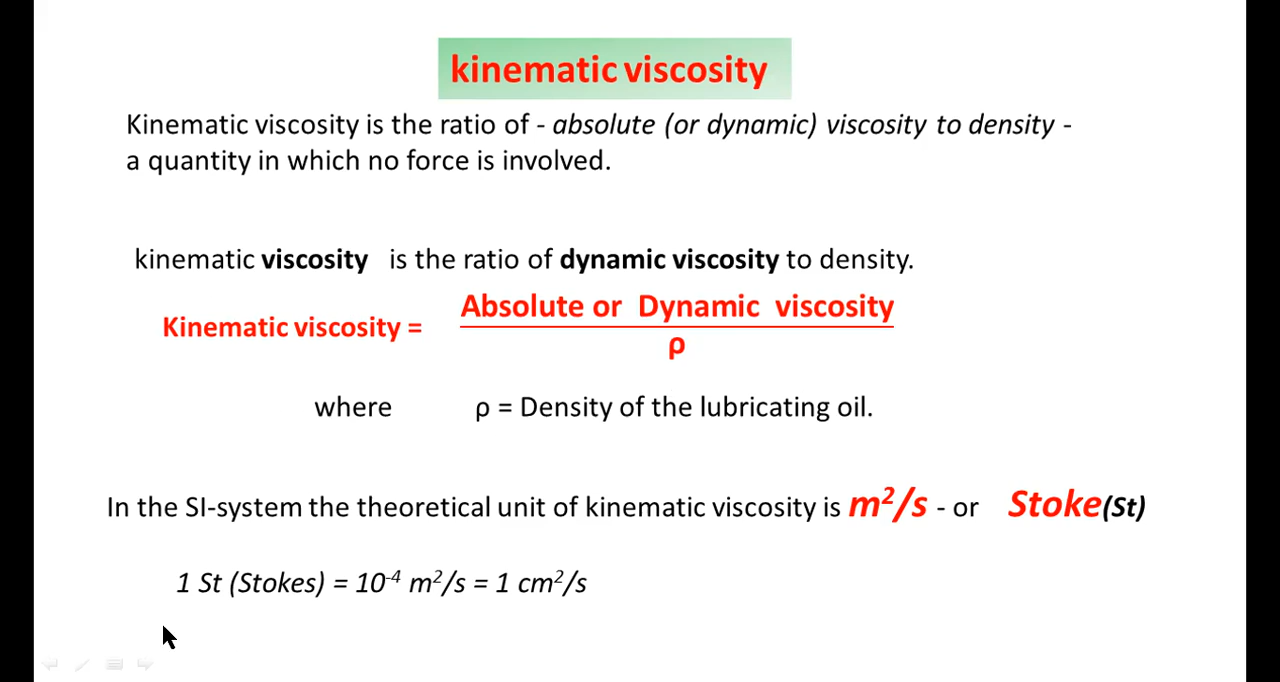 kinematic viscosity
Kinematic viscosity is the ratio of - absolute (or dynamic) viscosity to density -
a quantity in which no force is involved.
kinematic viscosity is the ratio of dynamic viscosity to density.
Absolute or Dynamic viscosity
Kinematic viscosity =
ρ
where ρ = Density of the lubricating oil.
In the SI-system the theoretical unit of kinematic viscosity is m²/s - or Stoke(St)
1 St (Stokes) = 10⁻⁴ m²/s = 1 cm²/s